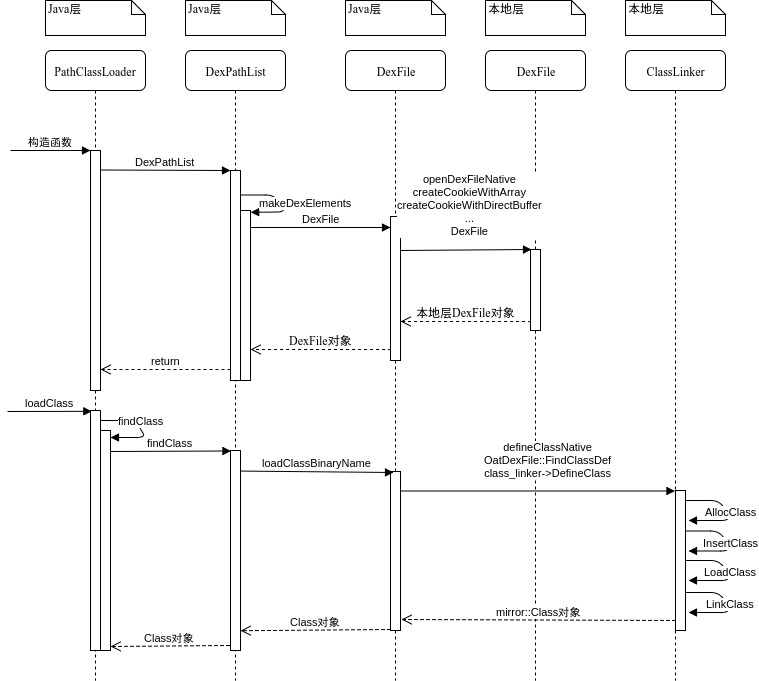 Java层
Java层
Java层
本地层
本地层
PathClassLoader
DexPathList
DexFile
DexFile
ClassLinker
构造函数
DexPathList
makeDexElements
DexFile
openDexFileNative
createCookieWithArray
createCookieWithDirectBuffer
...
DexFile
本地层DexFile对象
DexFile对象
return
loadClass
findClass
findClass
loadClassBinaryName
defineClassNative
OatDexFile::FindClassDef
class_linker->DefineClass
AllocClass
InsertClass
LoadClass
LinkClass
mirror::Class对象
Class对象
Class对象